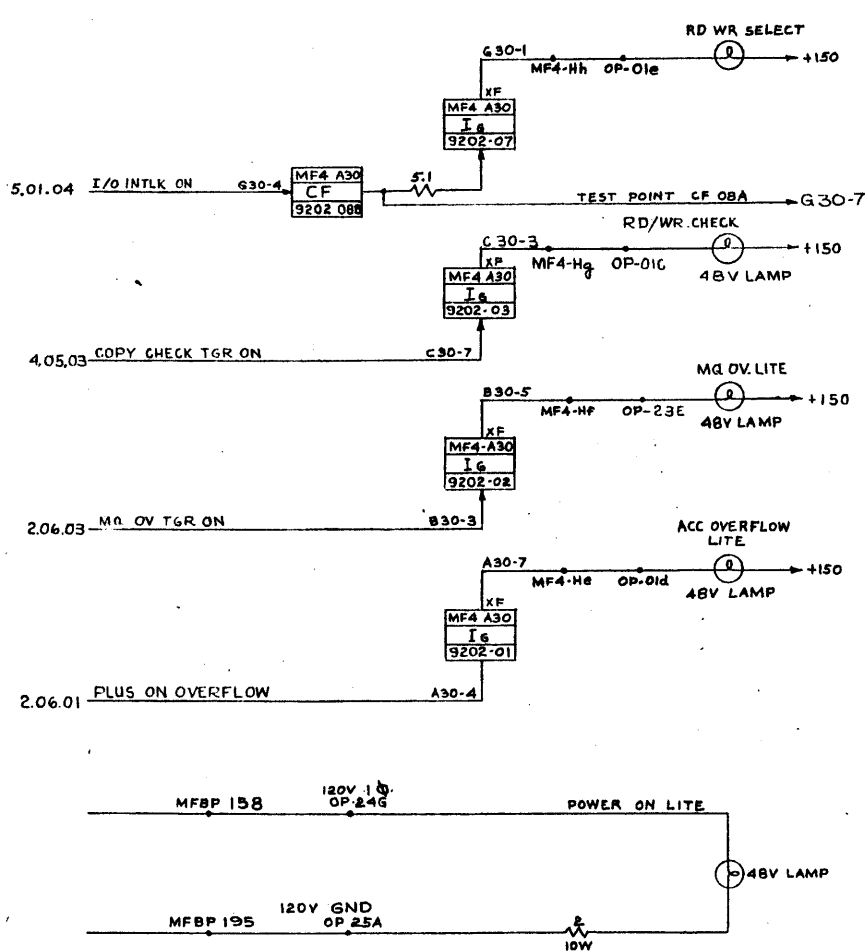 RD WR SELECT
G30-1
MF4-Hh OP-01e
+150
XF
MF4 A30
I G
9202-07
5.01.04 I/O INTLK ON G30-4
MF4 A30
CF
9202 08B
5.1
TEST POINT CF 08A
G30-7
RD/WR.CHECK
C30-3
MF4-Hg OP-01C
+150
48V LAMP
XF
MF4 A30
I G
9202-03
4.05.03 COPY CHECK TGR ON C30-7
MQ OV. LITE
B30-5
MF4-HF OP-23E
+150
48V LAMP
XF
MF4-A30
I G
9202-02
2.06.03 MQ OV TGR ON B30-3
ACC OVERFLOW
LITE
A30-7
MF4-He OP-01d
+150
48V LAMP
XF
MF4 A30
I G
9202-01
2.06.01 PLUS ON OVERFLOW A30-4
120V 1Φ.
MFBP 158 OP-24G POWER ON LITE
48V LAMP
120V GND
MFBP 195 OP 25A
2
10W